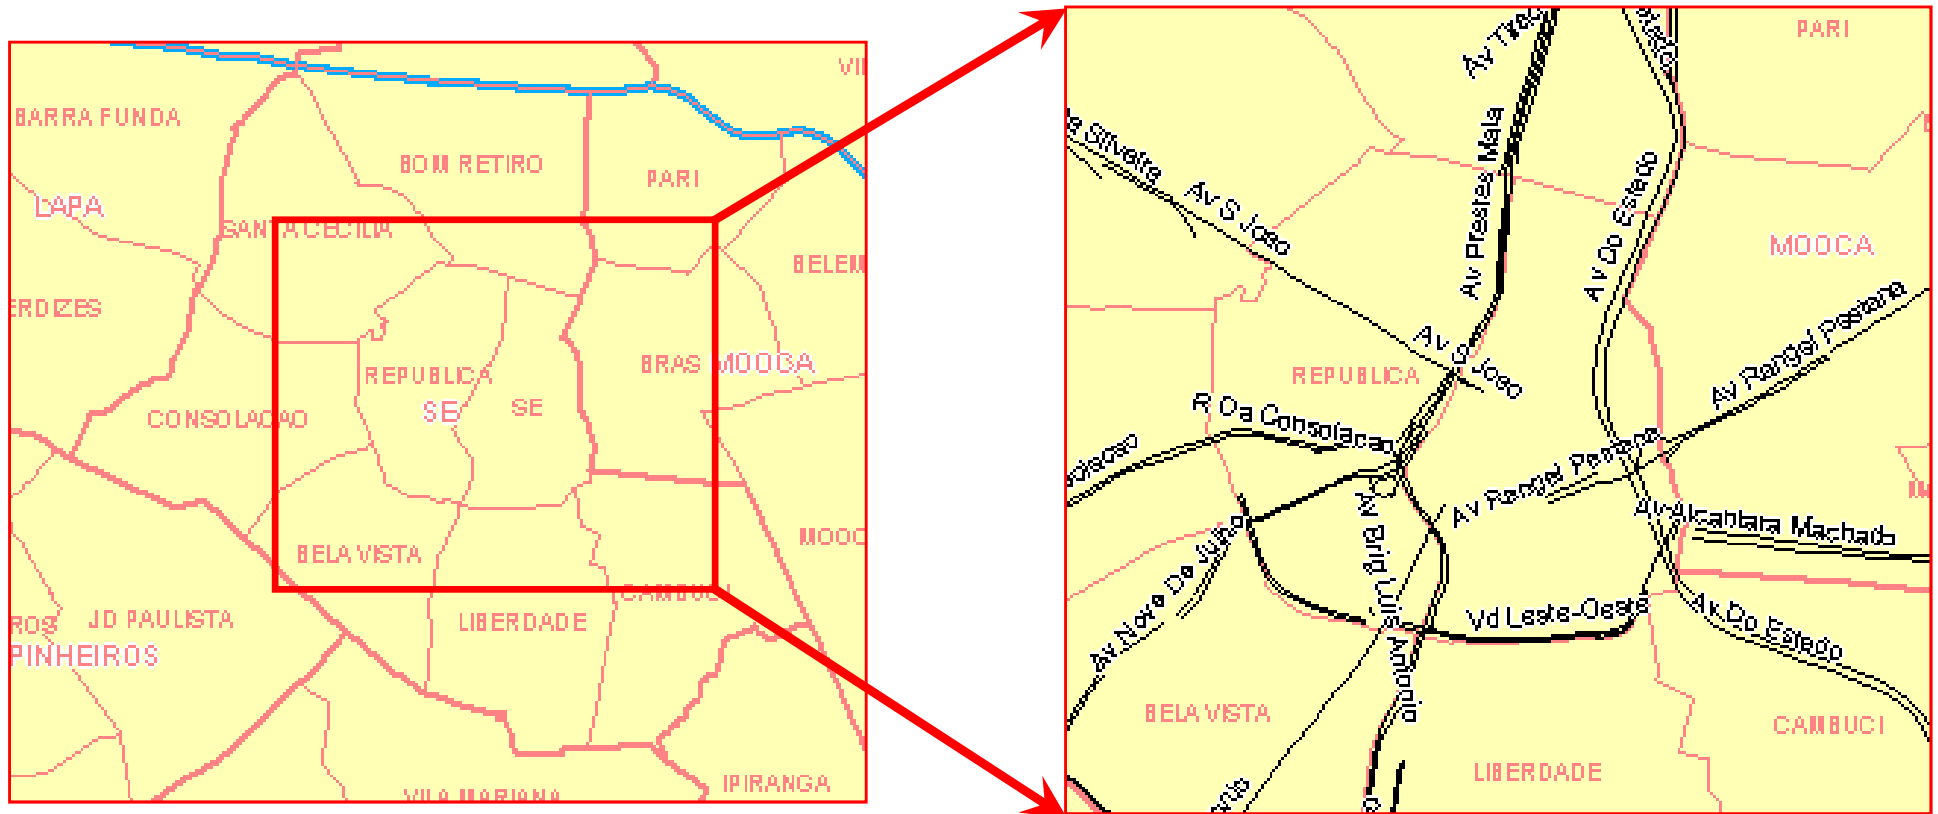 VIL
BARRA FUNDA
BOM RETIRO
PARI
LAPA
SANTA CECILIA
BELEM
ERDIZES
REPUBLICA
BRAS
MOOCA
SE
SE
CONSOLACAO
BELA VISTA
MOOC
CAMBUCI
ROS
JD PAULISTA
LIBERDADE
PINHEIROS
IPIRANGA
VILA MARIANA
PARI
Av Prestes Maia
a Silveira
Av S Joao
Av Do Estado
MOOCA
Av Rangel Pestana
Av S Joao
REPUBLICA
R Da Consolacao
Av Rangel Pestana
Av Alcantara Machado
Av Nove De Julho
Av Brig Luis Antonio
Vd Leste-Oeste
Av Do Estado
BELA VISTA
CAMBUCI
LIBERDADE